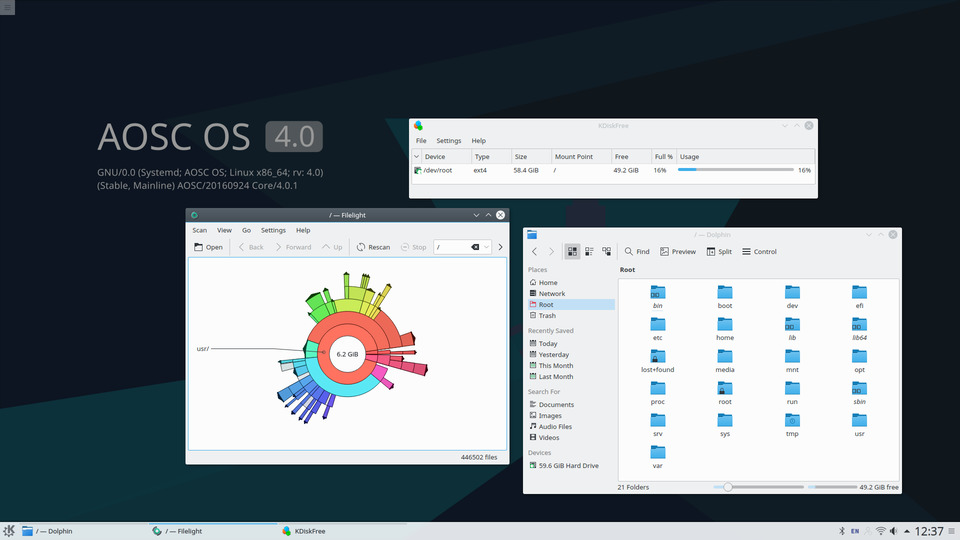 AOSC OS 4.0
GNU/0.0 (Systemd; AOSC OS; Linux x86_64; rv: 4.0)
(Stable, Mainline) AOSC/20160924 Core/4.0.1
KDiskFree
File Settings Help
Device Type Size Mount Point Free Full % Usage
/dev/root ext4 58.4 GiB / 49.2 GiB 16% 16%
/ — Filelight
Scan View Go Settings Help
Open Back Forward Up Rescan Stop /
usr/
6.2 GiB
446502 files
/ — Dolphin
Find Preview Split Control
Places
Home
Network
Root
Trash
Recently Saved
Today
Yesterday
This Month
Last Month
Search For
Documents
Images
Audio Files
Videos
Devices
59.6 GiB Hard Drive
Root
bin boot dev efi
etc home lib lib64
lost+found media mnt opt
proc root run sbin
srv sys tmp usr
var
21 Folders 49.2 GiB free
/ — Dolphin / — Filelight KDiskFree EN 12:37